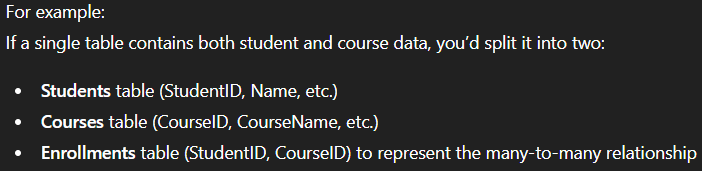 For example:
If a single table contains both student and course data, you’d split it into two:
• Students table (StudentID, Name, etc.)
• Courses table (CourseID, CourseName, etc.)
• Enrollments table (StudentID, CourseID) to represent the many-to-many relationship